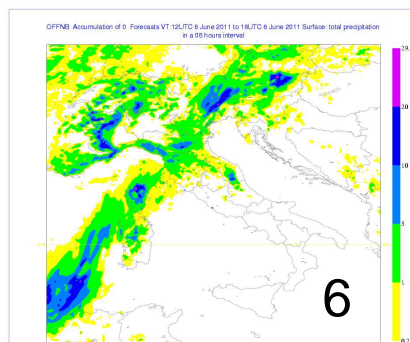 OFFNB Accumulation of 0 Forecasts VT:12UTC 6 June 2011 to 18UTC 6 June 2011 Surface: total precipitation
in a 06 hours interval
20
10
5
1
6